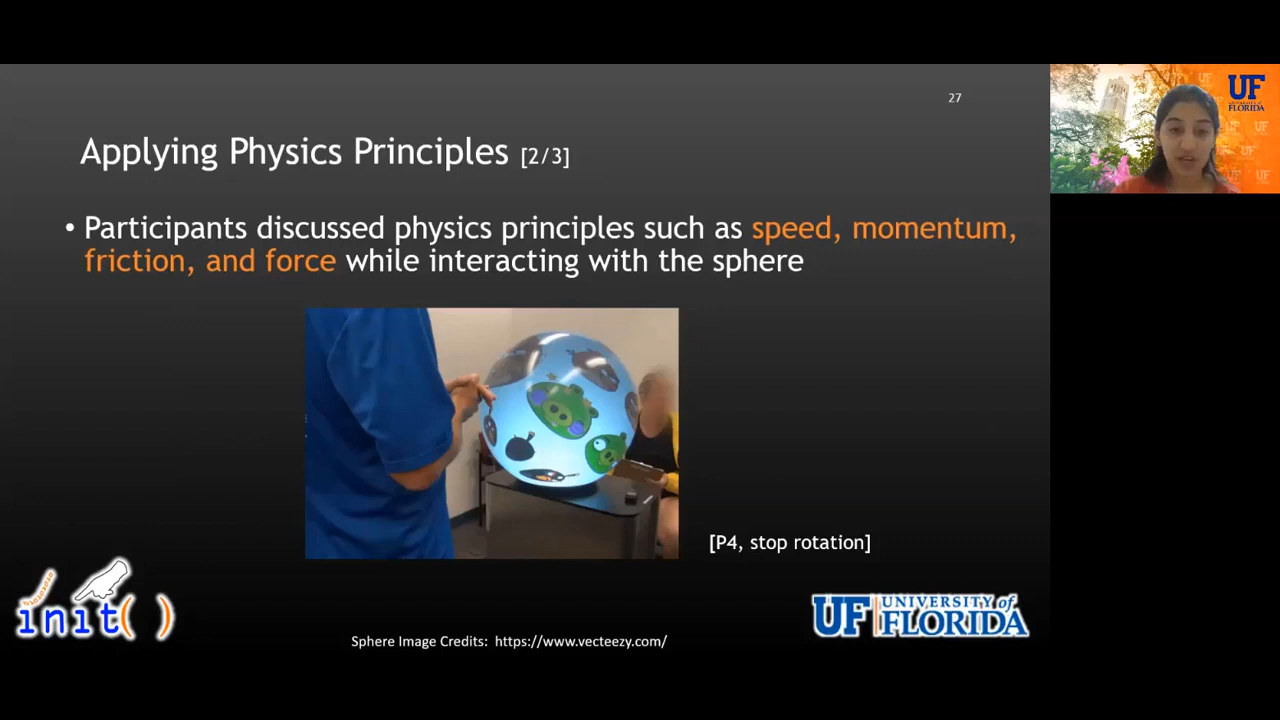 27
UF
UNIVERSITY of
FLORIDA
Applying Physics Principles [2/3]
• Participants discussed physics principles such as speed, momentum,
friction, and force while interacting with the sphere
[P4, stop rotation]
init( )
UF UNIVERSITY of
FLORIDA
Sphere Image Credits: https://www.vecteezy.com/